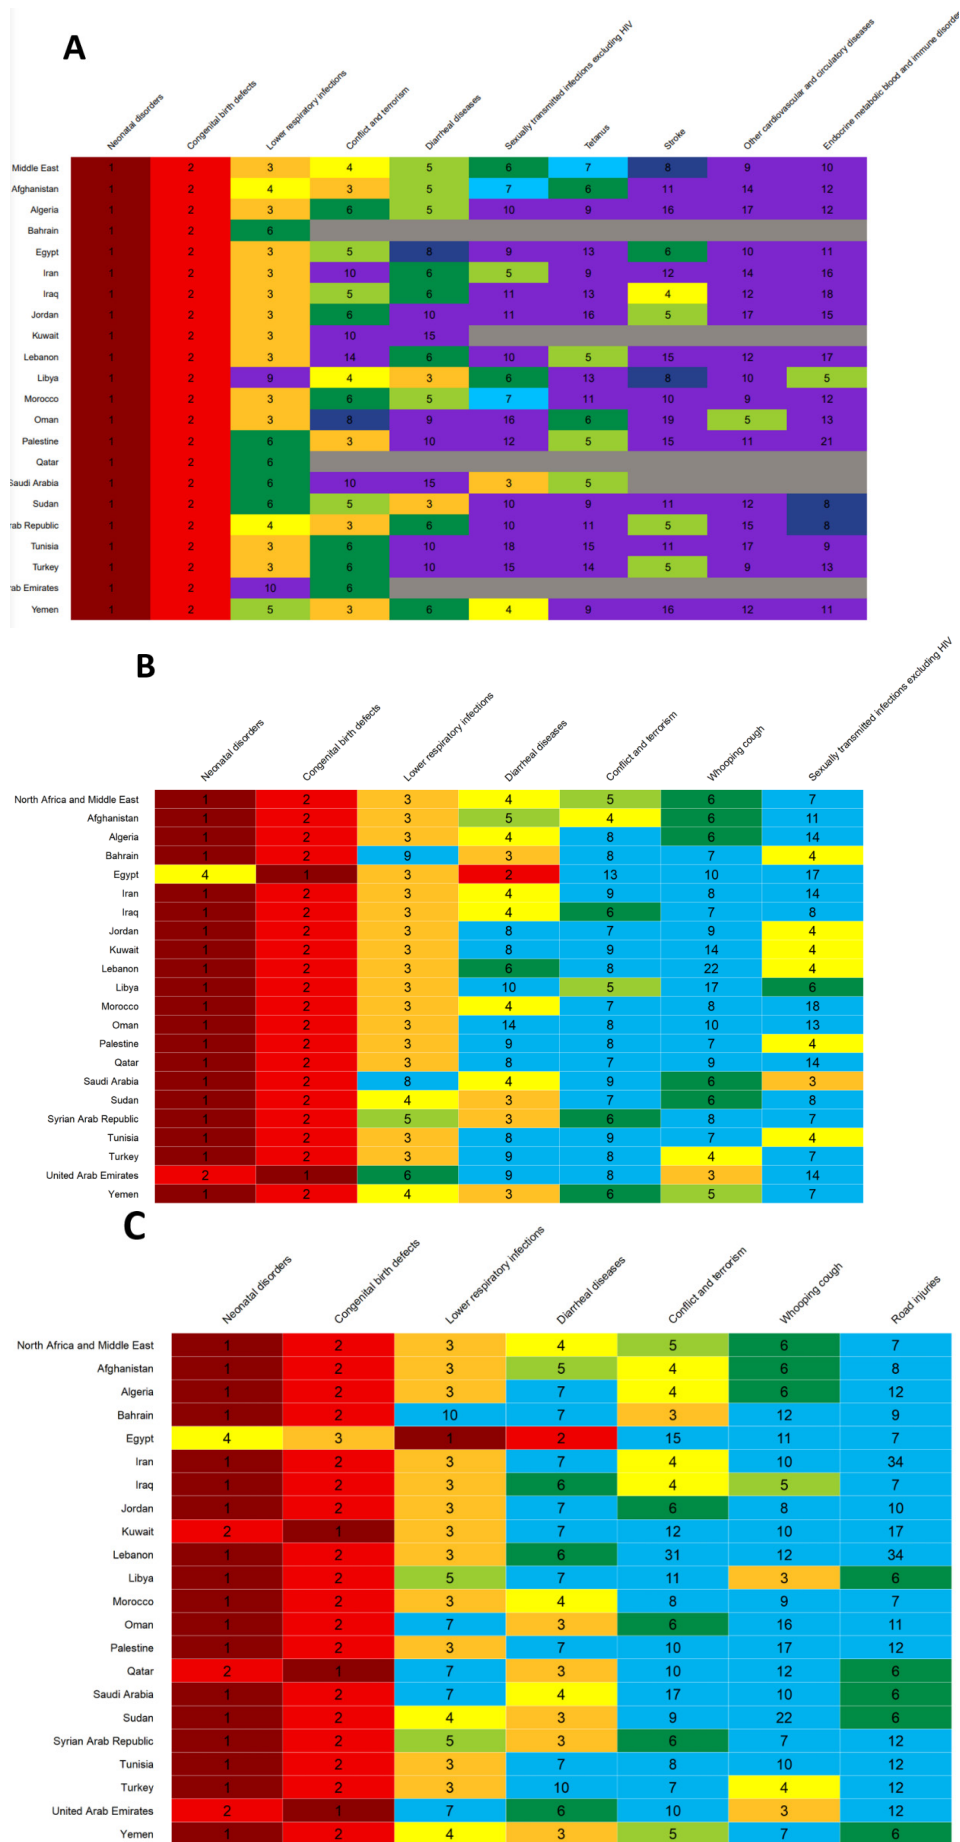 A
Neonatal disorders
Congenital birth defects
Lower respiratory infections
Conflict and terrorism
Diarrheal diseases
Sexually transmitted infections excluding HIV
Tetanus
Stroke
Other cardiovascular and circulatory diseases
Endocrine metabolic blood and immune disorder
Middle East 1 2 3 4 5 6 7 8 9 10
Afghanistan 1 2 4 3 5 7 6 11 14 12
Algeria 1 2 3 6 5 10 9 16 17 12
Bahrain 1 2 6
Egypt 1 2 3 5 8 9 13 6 10 11
Iran 1 2 3 10 6 5 9 12 14 16
Iraq 1 2 3 5 6 11 13 4 12 18
Jordan 1 2 3 6 10 11 16 5 17 15
Kuwait 1 2 3 10 15
Lebanon 1 2 3 14 6 10 5 15 12 17
Libya 1 2 9 4 3 6 13 8 10 5
Morocco 1 2 3 6 5 7 11 10 9 12
Oman 1 2 3 8 9 16 6 19 5 13
Palestine 1 2 6 3 10 12 5 15 11 21
Qatar 1 2 6
Saudi Arabia 1 2 6 10 15 3 5
Sudan 1 2 6 5 3 10 9 11 12 8
rab Republic 1 2 4 3 6 10 11 5 15 8
Tunisia 1 2 3 6 10 18 15 11 17 9
Turkey 1 2 3 6 10 15 14 5 9 13
rab Emirates 1 2 10 6
Yemen 1 2 5 3 6 4 9 16 12 11
B
Neonatal disorders
Congenital birth defects
Lower respiratory infections
Diarrheal diseases
Conflict and terrorism
Whooping cough
Sexually transmitted infections excluding HIV
North Africa and Middle East 1 2 3 4 5 6 7
Afghanistan 1 2 3 5 4 6 11
Algeria 1 2 3 4 8 6 14
Bahrain 1 2 9 3 8 7 4
Egypt 4 1 3 2 13 10 17
Iran 1 2 3 4 9 8 14
Iraq 1 2 3 4 6 7 8
Jordan 1 2 3 8 7 9 4
Kuwait 1 2 3 8 9 14 4
Lebanon 1 2 3 6 8 22 4
Libya 1 2 3 10 5 17 6
Morocco 1 2 3 4 7 8 18
Oman 1 2 3 14 8 10 13
Palestine 1 2 3 9 8 7 4
Qatar 1 2 3 8 7 9 14
Saudi Arabia 1 2 8 4 9 6 3
Sudan 1 2 4 3 7 6 8
Syrian Arab Republic 1 2 5 3 6 8 7
Tunisia 1 2 3 8 9 7 4
Turkey 1 2 3 9 8 4 7
United Arab Emirates 2 1 6 9 8 3 14
Yemen 1 2 4 3 6 5 7
C
Neonatal disorders
Congenital birth defects
Lower respiratory infections
Diarrheal diseases
Conflict and terrorism
Whooping cough
Road injuries
North Africa and Middle East 1 2 3 4 5 6 7
Afghanistan 1 2 3 5 4 6 8
Algeria 1 2 3 7 4 6 12
Bahrain 1 2 10 7 3 12 9
Egypt 4 3 1 2 15 11 7
Iran 1 2 3 7 4 10 34
Iraq 1 2 3 6 4 5 7
Jordan 1 2 3 7 6 8 10
Kuwait 2 1 3 7 12 10 17
Lebanon 1 2 3 6 31 12 34
Libya 1 2 5 7 11 3 6
Morocco 1 2 3 4 8 9 7
Oman 1 2 7 3 6 16 11
Palestine 1 2 3 7 10 17 12
Qatar 2 1 7 3 10 12 6
Saudi Arabia 1 2 7 4 17 10 6
Sudan 1 2 4 3 9 22 6
Syrian Arab Republic 1 2 5 3 6 7 12
Tunisia 1 2 3 7 8 10 12
Turkey 1 2 3 10 7 4 12
United Arab Emirates 2 1 7 6 10 3 12
Yemen 1 2 4 3 5 7 6